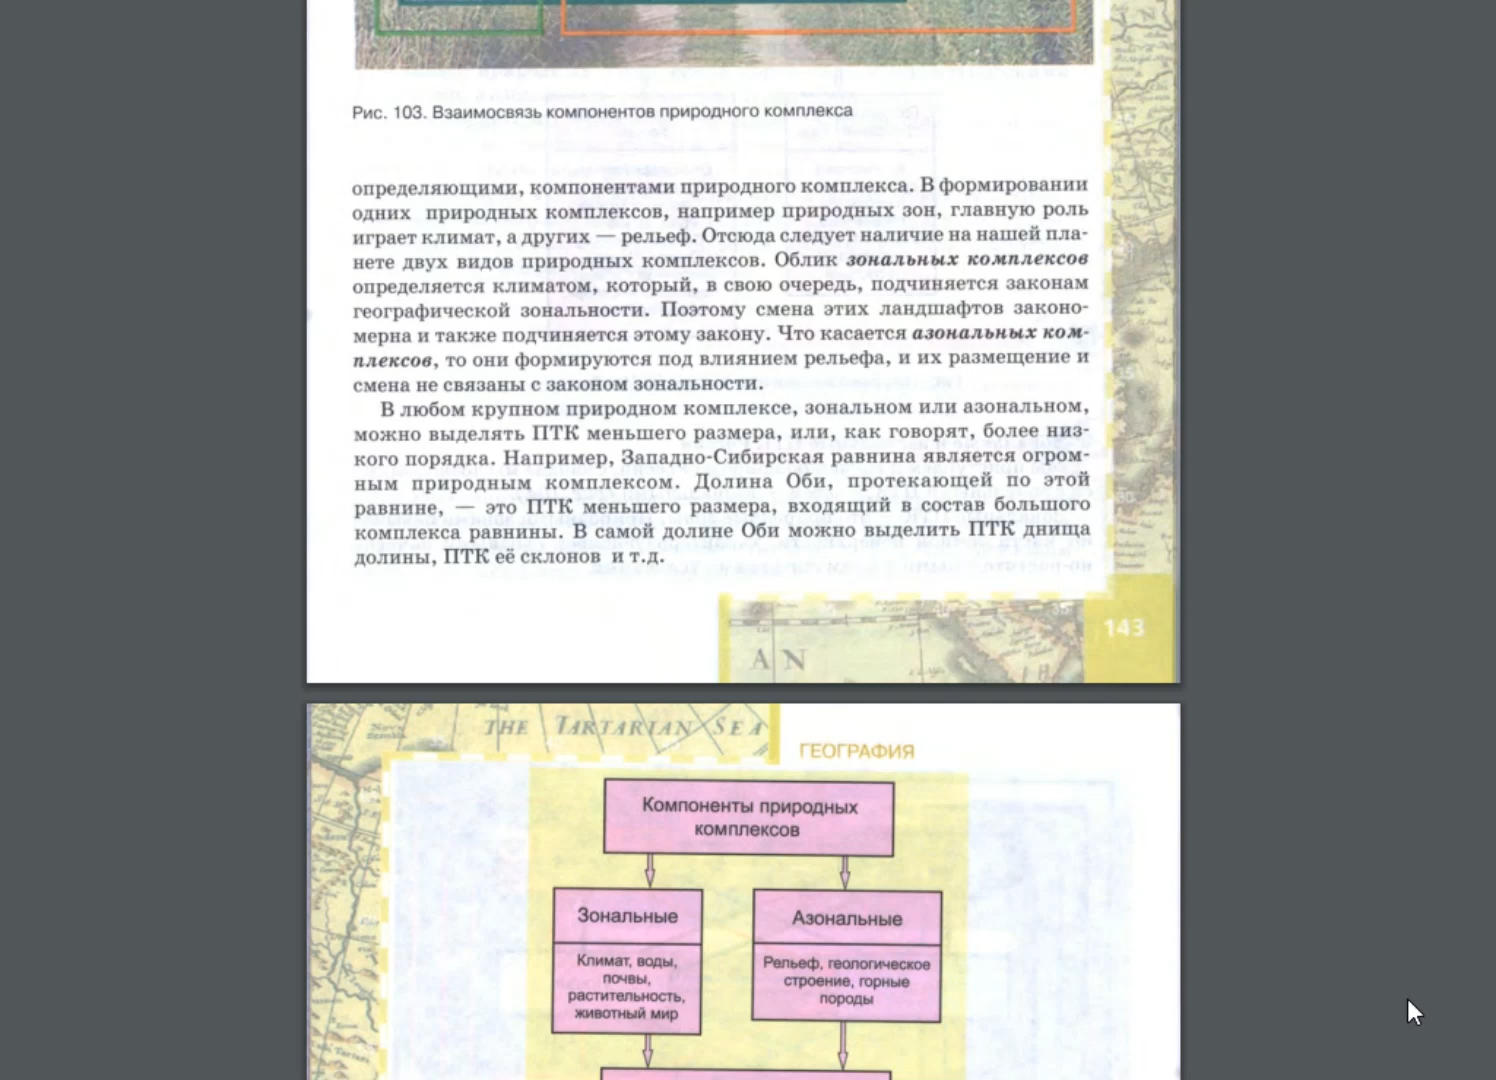 Рис. 103. Взаимосвязь компонентов природного комплекса
определяющими, компонентами природного комплекса. В формировании
одних природных комплексов, например природных зон, главную роль
играет климат, а других — рельеф. Отсюда следует наличие на нашей пла-
нете двух видов природных комплексов. Облик зональных комплексов
определяется климатом, который, в свою очередь, подчиняется законам
географической зональности. Поэтому смена этих ландшафтов законо-
мерна и также подчиняется этому закону. Что касается азональных ком-
плексов, то они формируются под влиянием рельефа, и их размещение и
смена не связаны с законом зональности.
В любом крупном природном комплексе, зональном или азональном,
можно выделять ПТК меньшего размера, или, как говорят, более низ-
кого порядка. Например, Западно-Сибирская равнина является огром-
ным природным комплексом. Долина Оби, протекающей по этой
равнине, — это ПТК меньшего размера, входящий в состав большого
комплекса равнины. В самой долине Оби можно выделить ПТК днища
долины, ПТК её склонов и т.д.
143
A N
THE TARTARIAN SEA
ГЕОГРАФИЯ
Компоненты природных
комплексов
Зональные
Климат, воды,
почвы,
растительность,
животный мир
Азональные
Рельеф, геологическое
строение, горные
породы